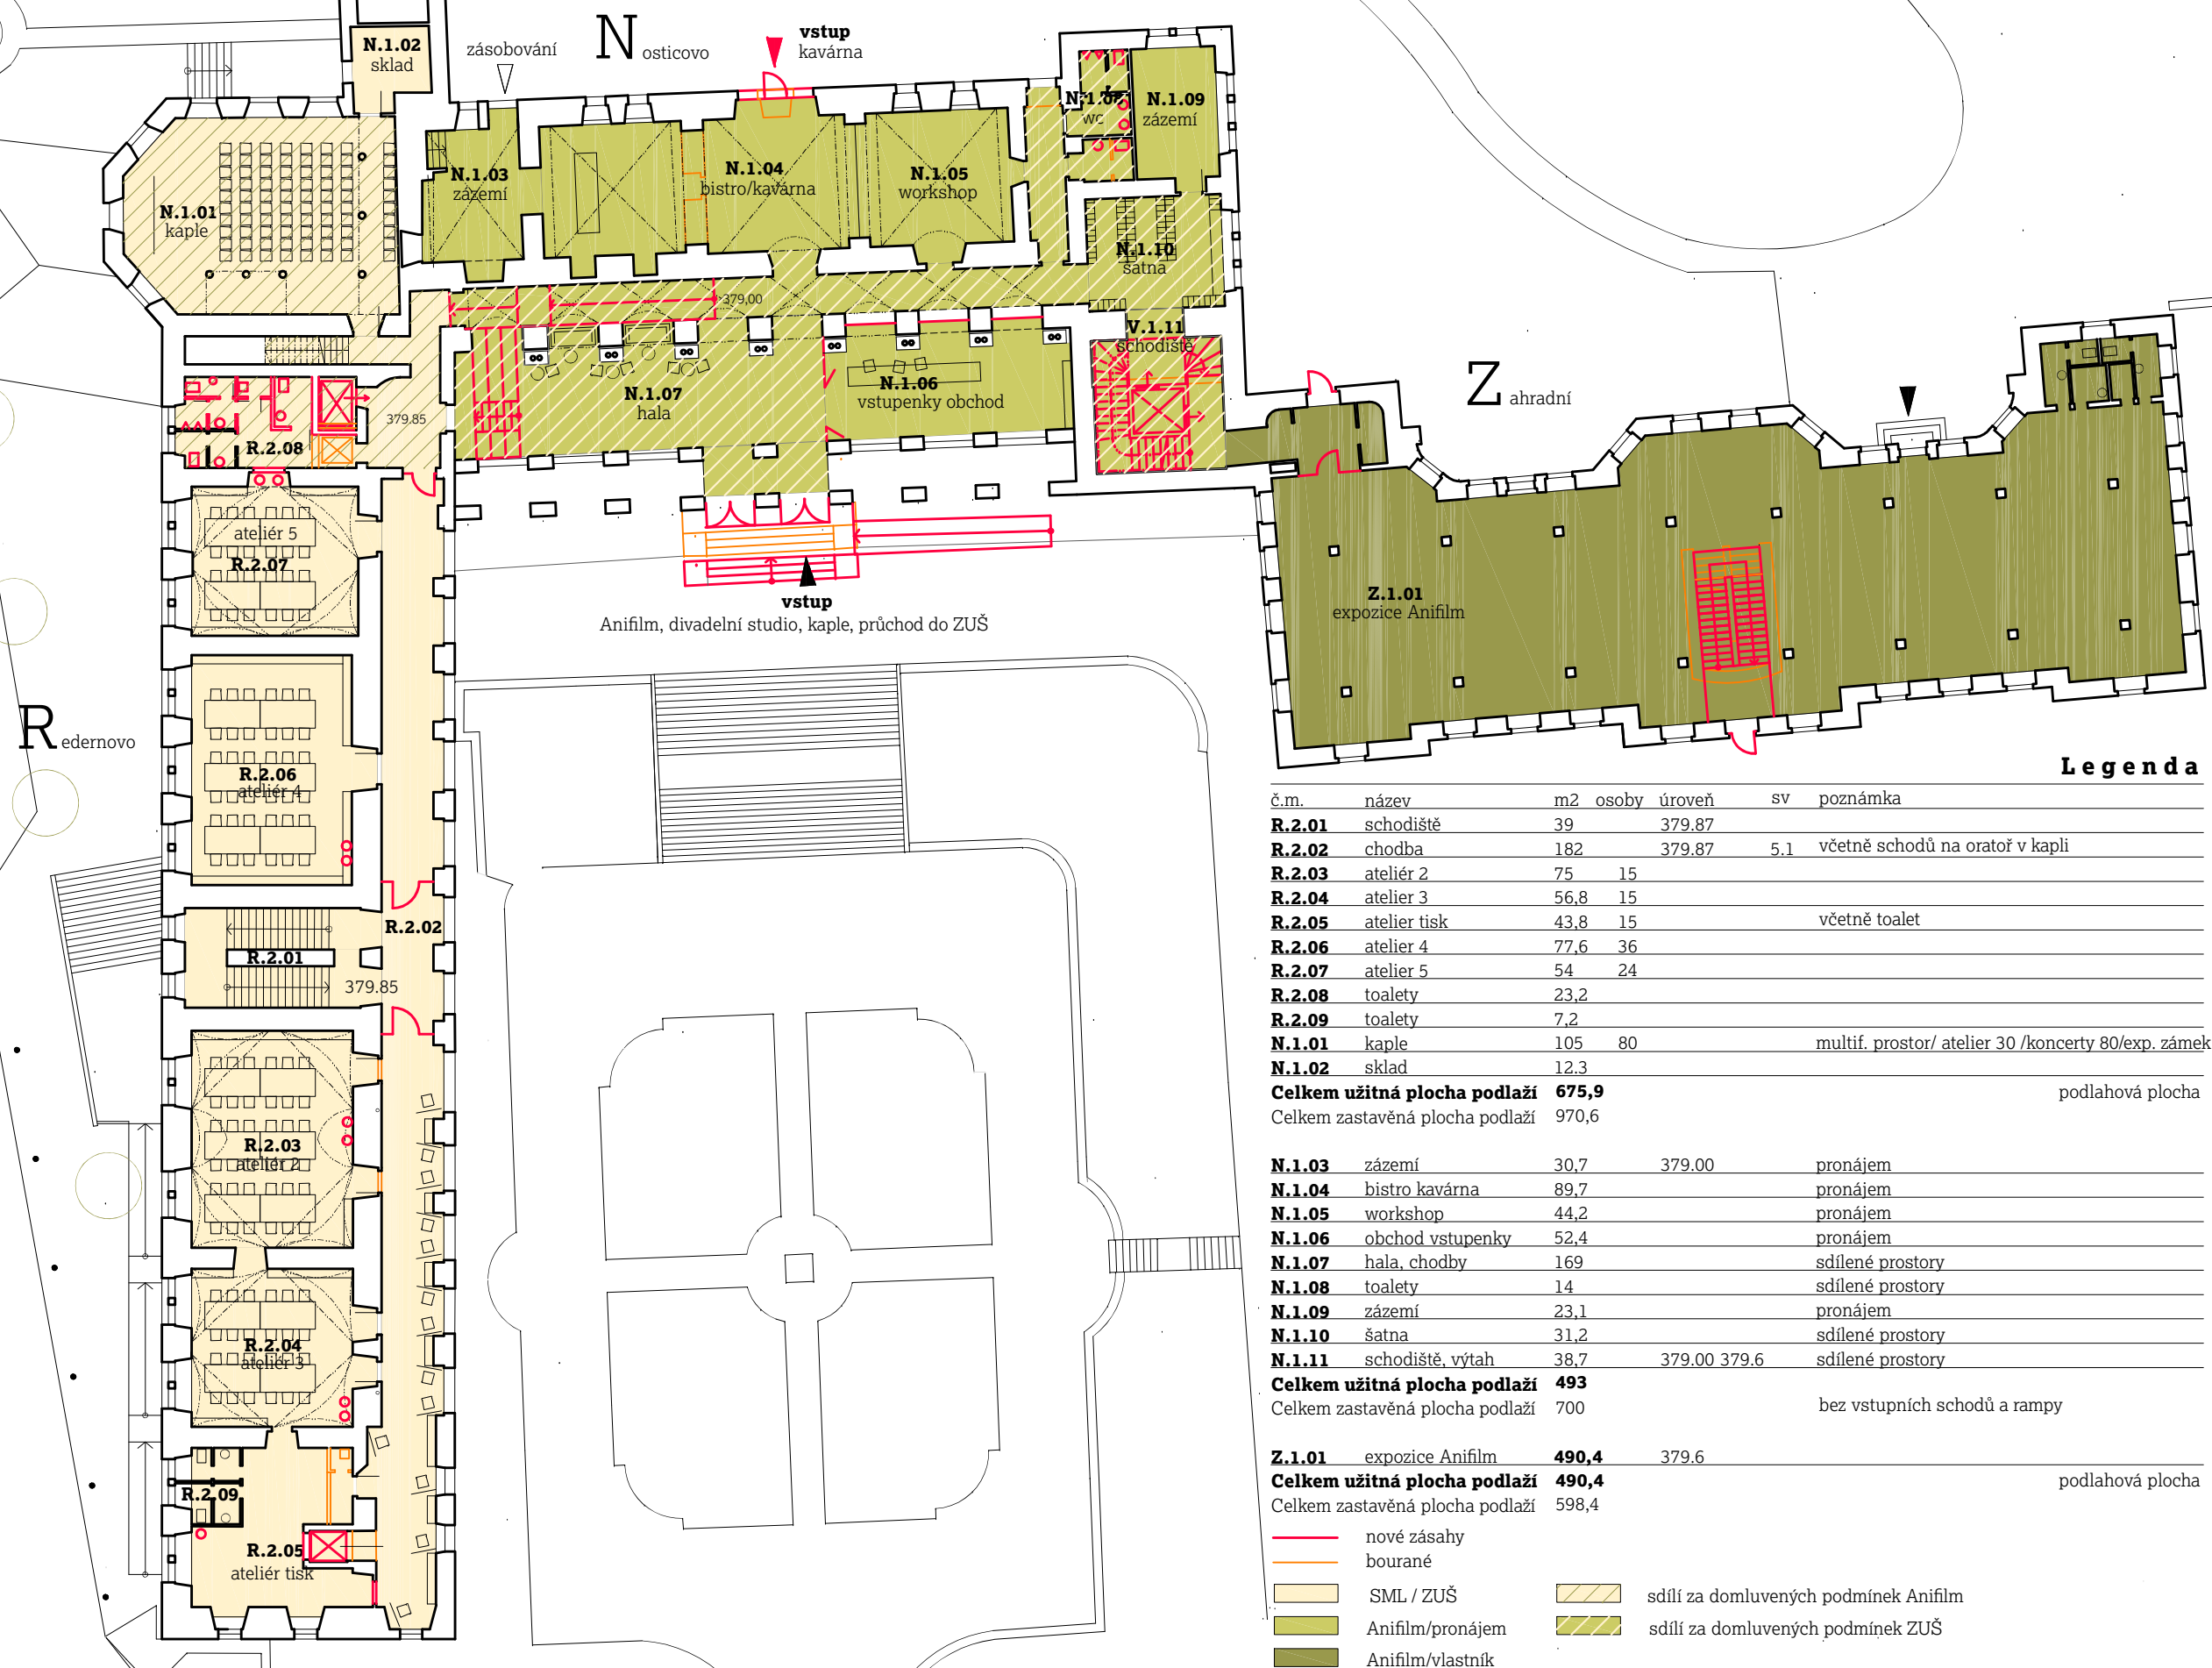 N.1.02
sklad
zásobování
N osticovo
vstup
kavárna
N.1.01
kaple
N.1.03
zázemí
N.1.04
bistro/kavárna
N.1.05
workshop
wc
N.1.09
zázemí
N.1.10
šatna
379,00
V.1.11
schodiště
N.1.07
hala
N.1.06
vstupenky obchod
379.85
R.2.08
Z ahradní
ateliér 5
R.2.07
vstup
Anifilm, divadelní studio, kaple, průchod do ZUŠ
Z.1.01
expozice Anifilm
R edernovo
R.2.06
ateliér 4
R.2.02
R.2.01
379.85
R.2.03
ateliér 2
R.2.04
ateliér 3
R.2.09
R.2.05
ateliér tisk
Legenda
č.m. název m2 osoby úroveň sv poznámka
R.2.01 schodiště 39 379.87
R.2.02 chodba 182 379.87 5.1 včetně schodů na oratoř v kapli
R.2.03 ateliér 2 75 15
R.2.04 atelier 3 56,8 15
R.2.05 atelier tisk 43,8 15 včetně toalet
R.2.06 atelier 4 77,6 36
R.2.07 atelier 5 54 24
R.2.08 toalety 23,2
R.2.09 toalety 7,2
N.1.01 kaple 105 80 multif. prostor/ atelier 30 /koncerty 80/exp. zámek
N.1.02 sklad 12.3
Celkem užitná plocha podlaží 675,9 podlahová plocha
Celkem zastavěná plocha podlaží 970,6
N.1.03 zázemí 30,7 379.00 pronájem
N.1.04 bistro kavárna 89,7 pronájem
N.1.05 workshop 44,2 pronájem
N.1.06 obchod vstupenky 52,4 pronájem
N.1.07 hala, chodby 169 sdílené prostory
N.1.08 toalety 14 sdílené prostory
N.1.09 zázemí 23,1 pronájem
N.1.10 šatna 31,2 sdílené prostory
N.1.11 schodiště, výtah 38,7 379.00 379.6 sdílené prostory
Celkem užitná plocha podlaží 493
Celkem zastavěná plocha podlaží 700 bez vstupních schodů a rampy
Z.1.01 expozice Anifilm 490,4 379.6
Celkem užitná plocha podlaží 490,4 podlahová plocha
Celkem zastavěná plocha podlaží 598,4
nové zásahy
bourané
SML / ZUŠ sdílí za domluvených podmínek Anifilm
Anifilm/pronájem sdílí za domluvených podmínek ZUŠ
Anifilm/vlastník